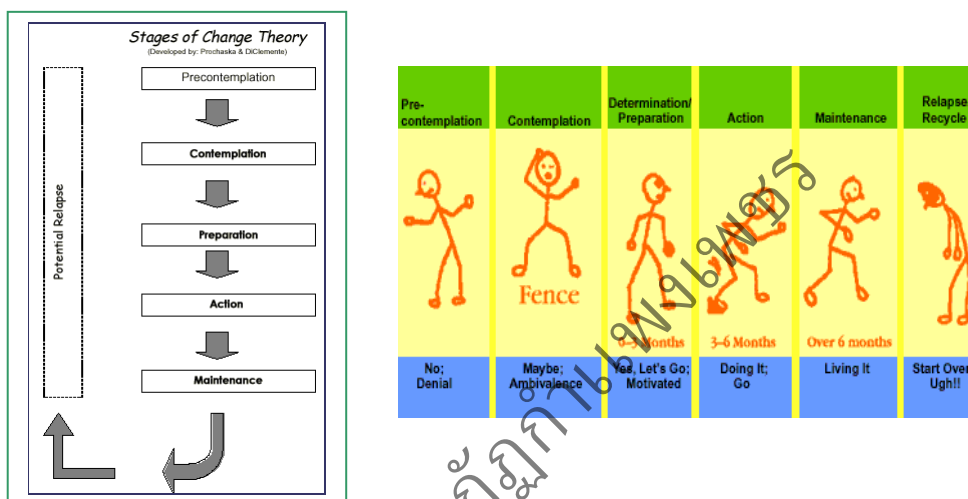 Stages of Change Theory
(Developed by: Prochaska & DiClemente)
Precontemplation
Contemplation
Preparation
Action
Maintenance
Potential Relapse
Pre-
contemplation
Contemplation
Determination/
Preparation
Action
Maintenance
Relapse
Recycle
Fence
Months
3-6 Months
Over 6 months
No;
Denial
Maybe;
Ambivalence
Yes, Let's Go;
Motivated
Doing It;
Go
Living It
Start Over
Ugh!!